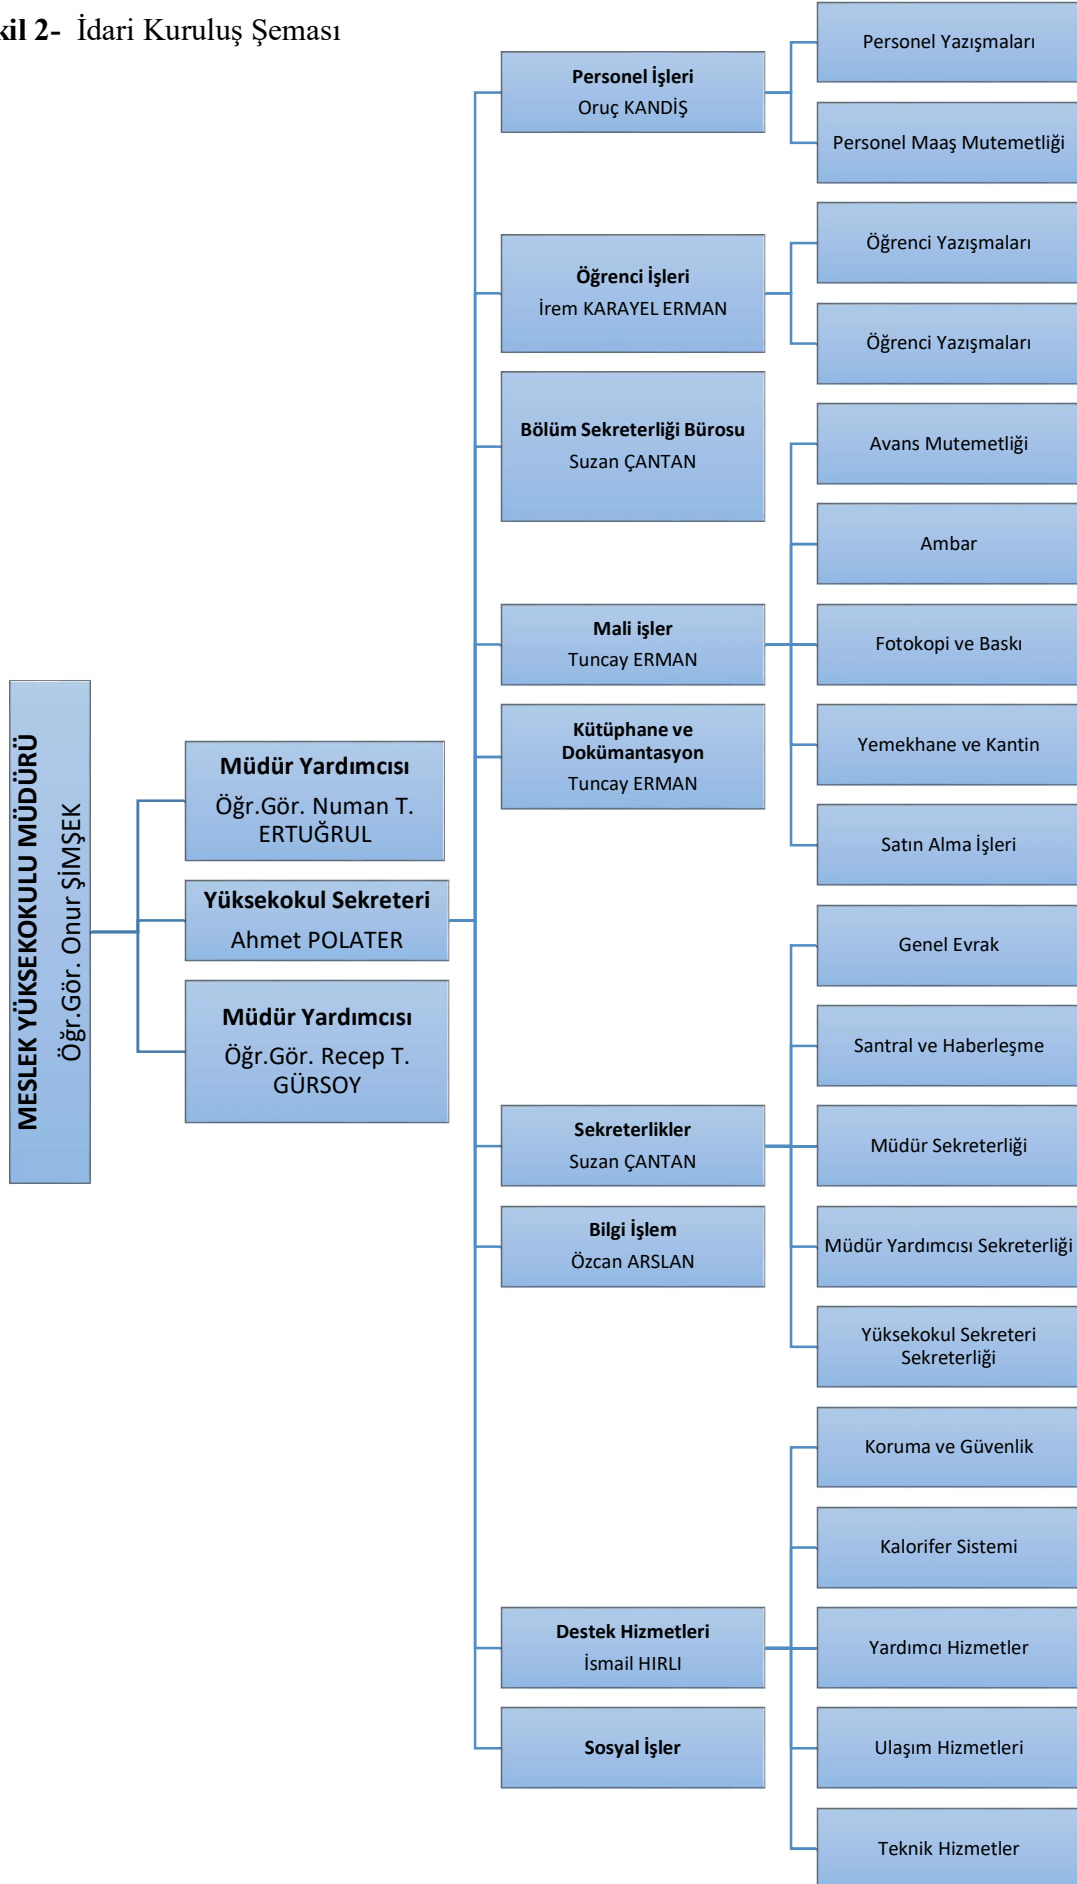 kil 2- İdari Kuruluş Şeması
MESLEK YÜKSEKOKULU MÜDÜRÜ
Öğr.Gör. Onur ŞİMŞEK
Müdür Yardımcısı
Öğr.Gör. Numan T.
ERTUĞRUL
Yüksekokul Sekreteri
Ahmet POLATER
Müdür Yardımcısı
Öğr.Gör. Recep T.
GÜRSOY
Personel İşleri
Oruç KANDİŞ
Personel Yazışmaları
Personel Maaş Mutemetliği
Öğrenci İşleri
İrem KARAYEL ERMAN
Öğrenci Yazışmaları
Öğrenci Yazışmaları
Bölüm Sekreterliği Bürosu
Suzan ÇANTAN
Mali işler
Tuncay ERMAN
Avans Mutemetliği
Ambar
Fotokopi ve Baskı
Yemekhane ve Kantin
Satın Alma İşleri
Kütüphane ve
Dokümantasyon
Tuncay ERMAN
Sekreterlikler
Suzan ÇANTAN
Genel Evrak
Santral ve Haberleşme
Müdür Sekreterliği
Müdür Yardımcısı Sekreterliği
Yüksekokul Sekreteri
Sekreterliği
Bilgi İşlem
Özcan ARSLAN
Destek Hizmetleri
İsmail HIRLI
Koruma ve Güvenlik
Kalorifer Sistemi
Yardımcı Hizmetler
Ulaşım Hizmetleri
Teknik Hizmetler
Sosyal İşler